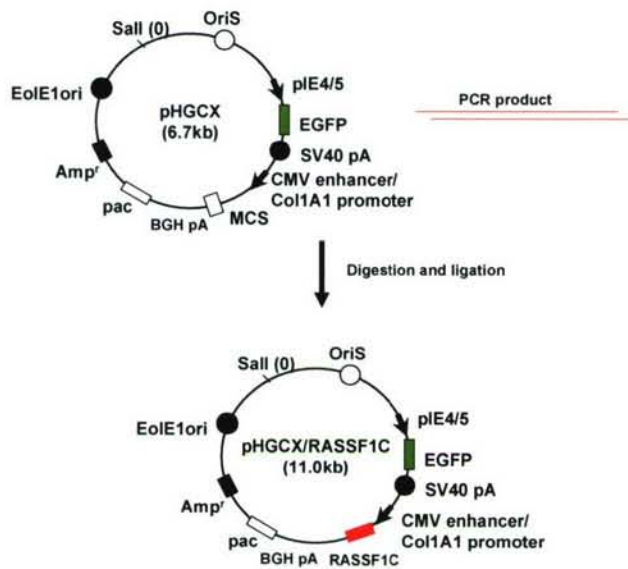 OriS
SalI (0)
pIE4/5
EolE1ori
pHGCX
(6.7kb)
EGFP
SV40 pA
Ampʳ
CMV enhancer/
Col1A1 promoter
pac
BGH pA
MCS
PCR product
Digestion and ligation
OriS
SalI (0)
pIE4/5
EolE1ori
pHGCX/RASSF1C
(11.0kb)
EGFP
SV40 pA
Ampʳ
CMV enhancer/
Col1A1 promoter
pac
BGH pA
RASSF1C